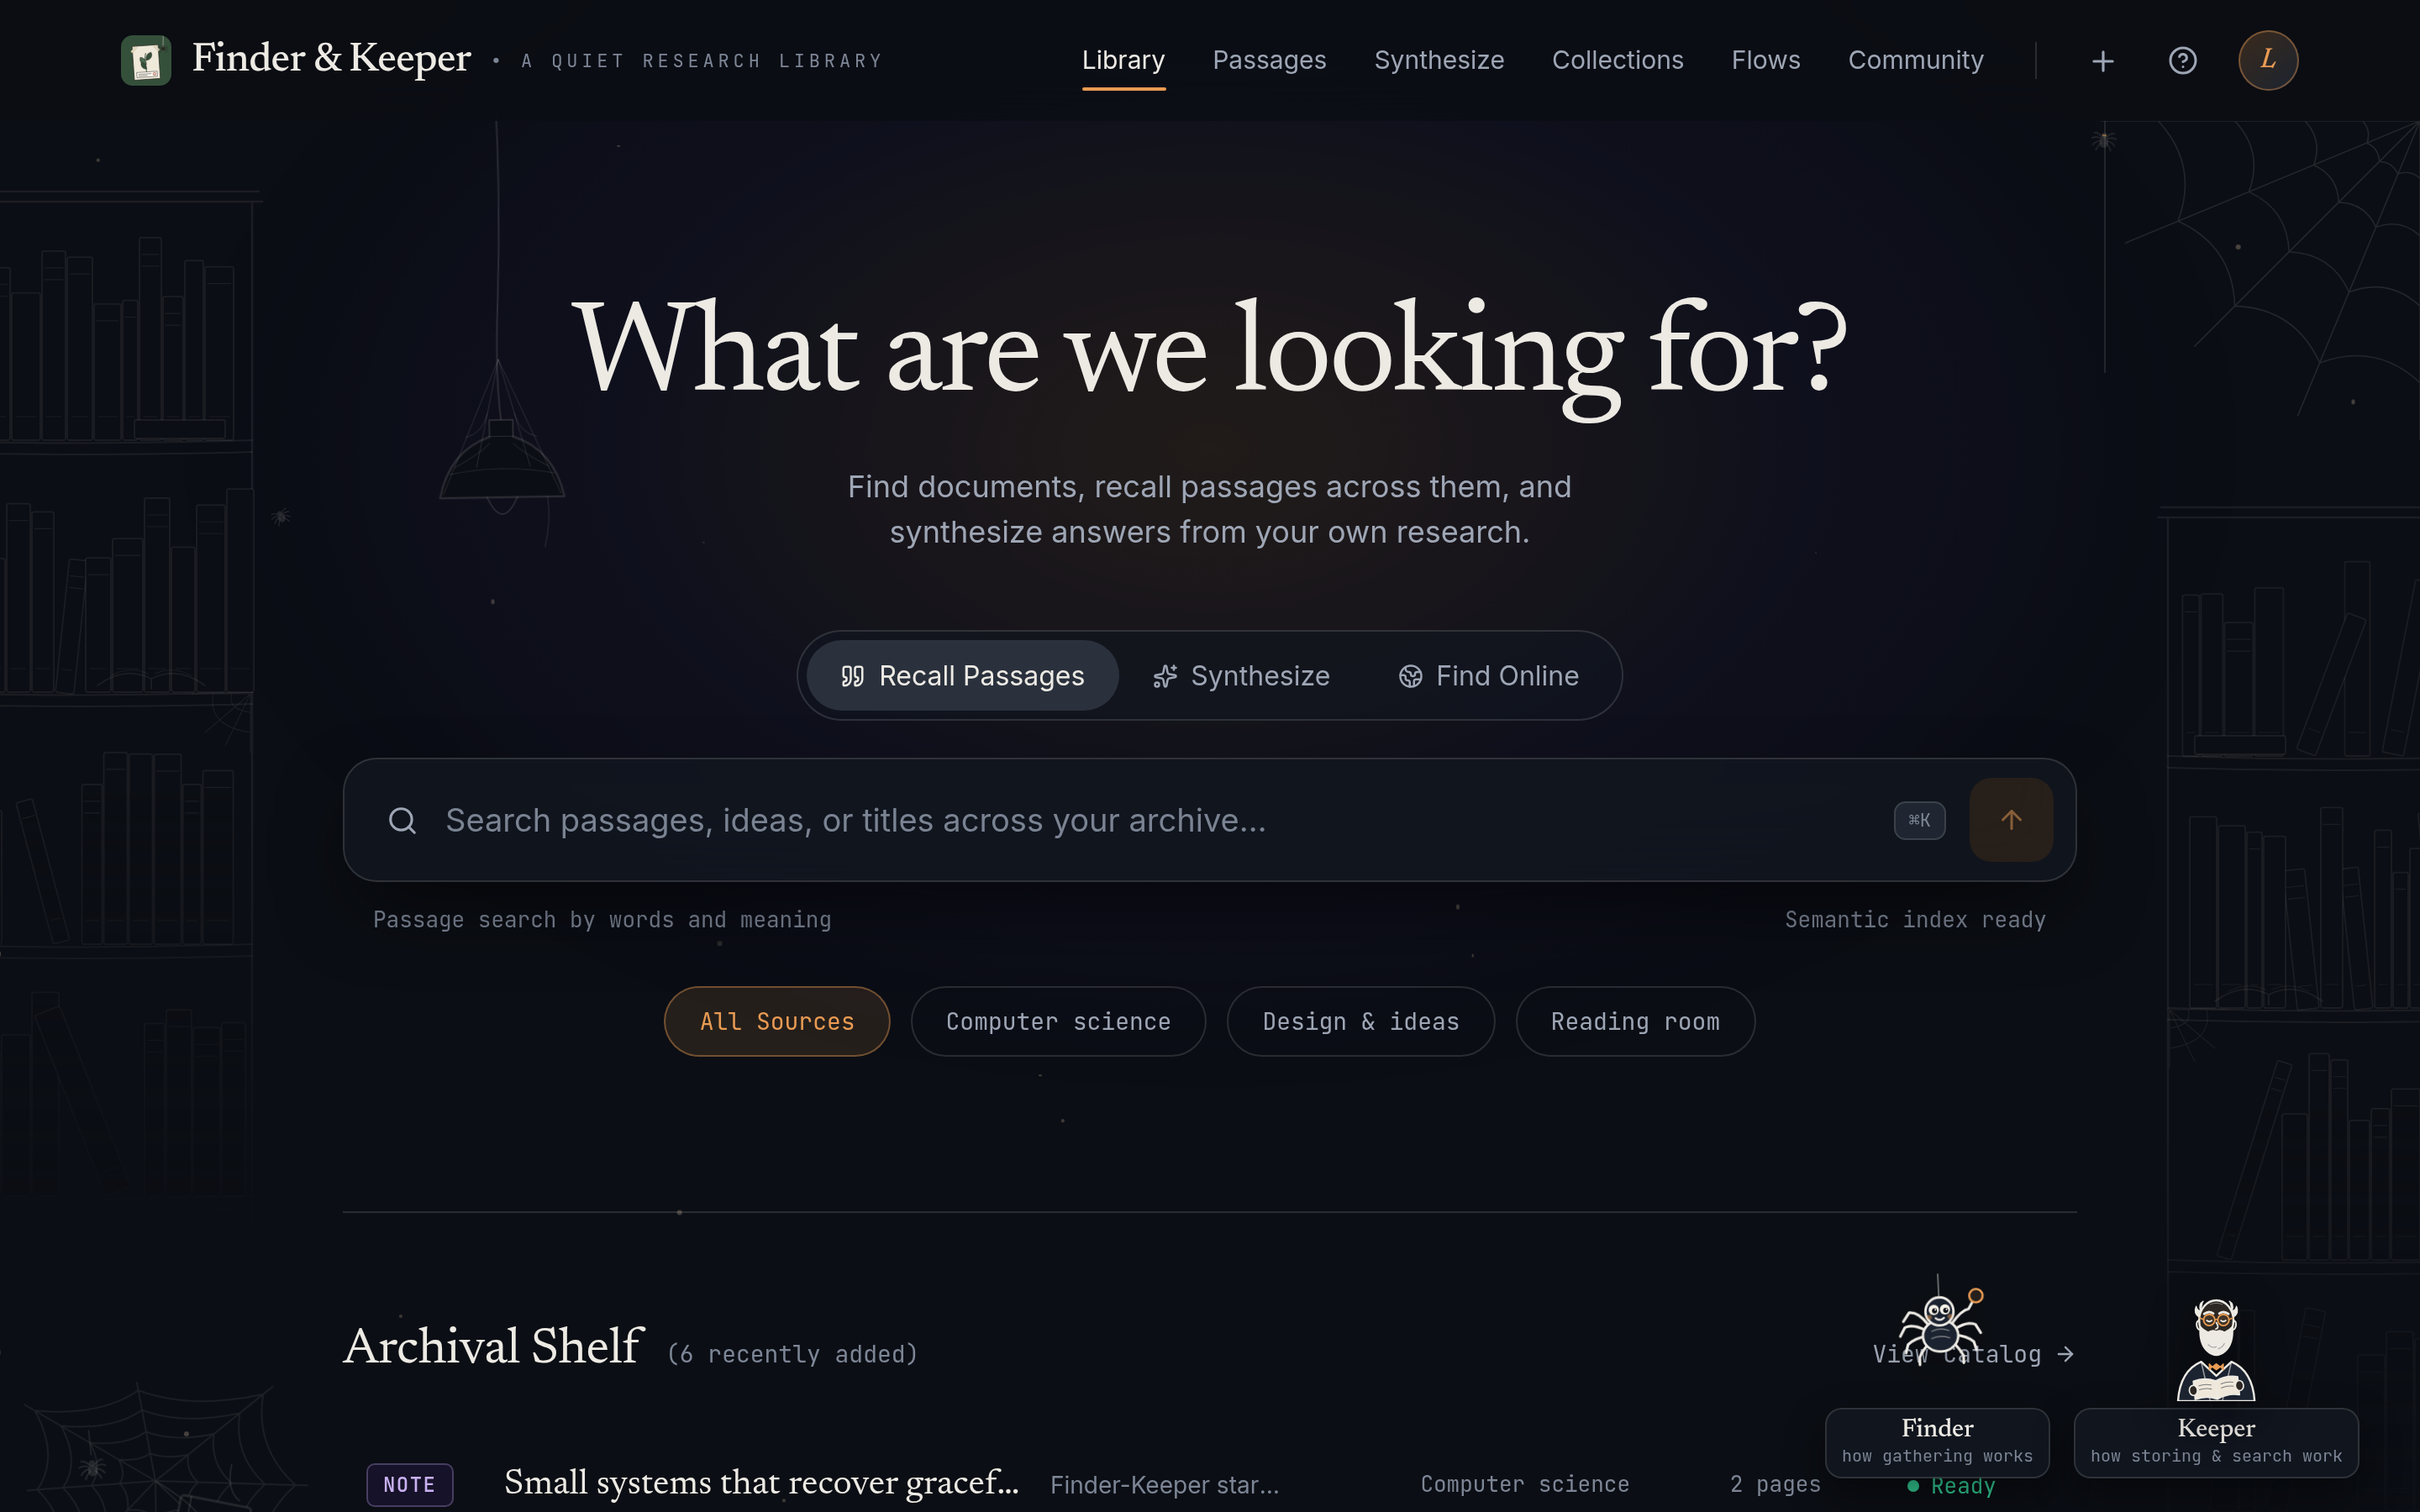 Finder & Keeper • A QUIET RESEARCH LIBRARY
Library Passages Synthesize Collections Flows Community
L
What are we looking for?
Find documents, recall passages across them, and
synthesize answers from your own research.
Recall Passages Synthesize Find Online
Search passages, ideas, or titles across your archive...
⌘K
Passage search by words and meaning
Semantic index ready
All Sources Computer science Design & ideas Reading room
Archival Shelf (6 recently added)
View Catalog →
Finder
how gathering works
Keeper
how storing & search work
NOTE Small systems that recover gracef... Finder-Keeper star... Computer science 2 pages Ready